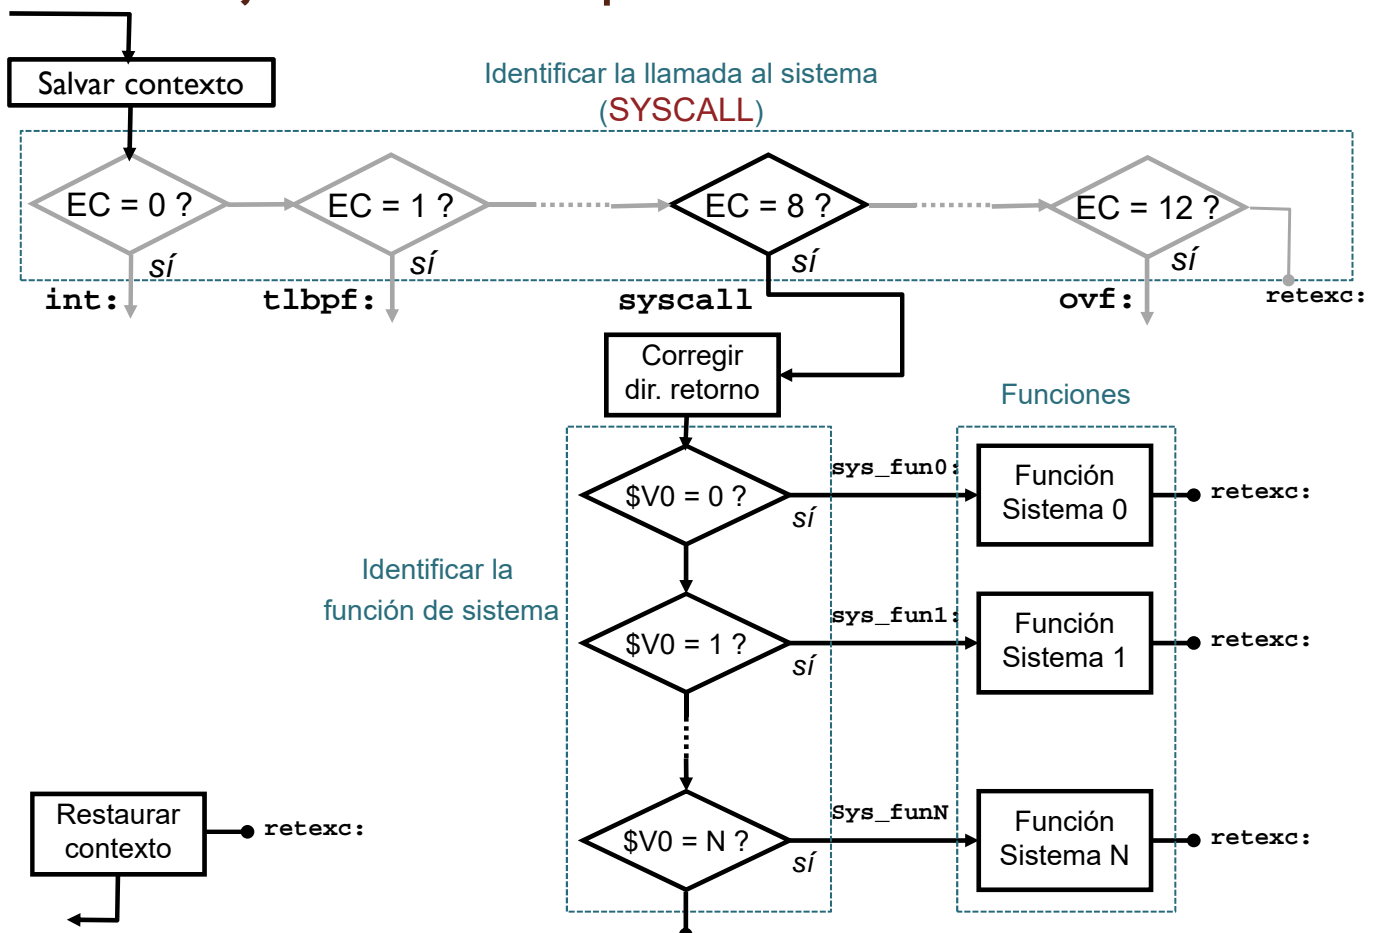 Salvar contexto
Identificar la llamada al sistema
(SYSCALL)
EC = 0 ?
EC = 1 ?
EC = 8 ?
EC = 12 ?
sí
sí
sí
sí
int:
tlbpf:
syscall
ovf:
retexc:
Corregir
dir. retorno
Funciones
$V0 = 0 ?
sí
sys_fun0:
Función
Sistema 0
retexc:
Identificar la
función de sistema
$V0 = 1 ?
sí
sys_fun1:
Función
Sistema 1
retexc:
Restaurar
contexto
retexc:
$V0 = N ?
sí
Sys_funN
Función
Sistema N
retexc: